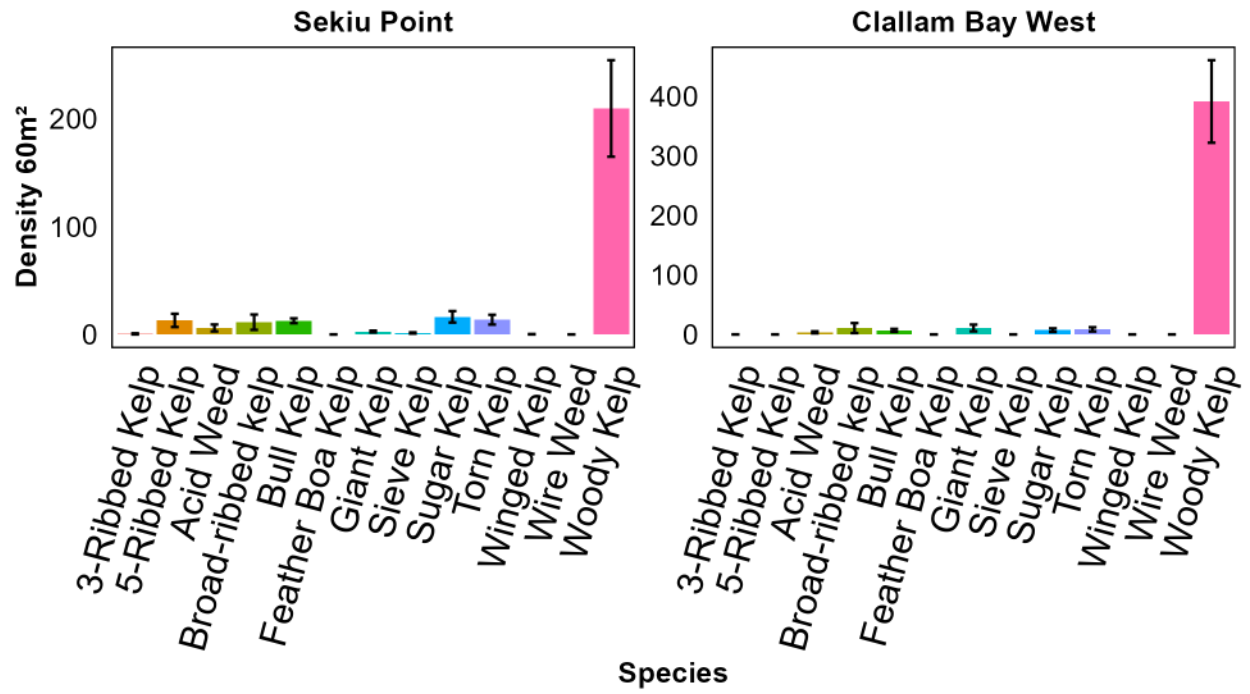 Sekiu Point
Clallam Bay West
Density 60m²
200
100
0
400
300
200
100
0
3-Ribbed Kelp
5-Ribbed Kelp
Acid Weed
Broad-ribbed kelp
Bull Kelp
Feather Boa Kelp
Giant Kelp
Sieve Kelp
Sugar Kelp
Torn Kelp
Winged Kelp
Wire Weed
Woody Kelp
3-Ribbed Kelp
5-Ribbed Kelp
Acid Weed
Broad-ribbed kelp
Bull Kelp
Feather Boa Kelp
Giant Kelp
Sieve Kelp
Sugar Kelp
Torn Kelp
Winged Kelp
Wire Weed
Woody Kelp
Species